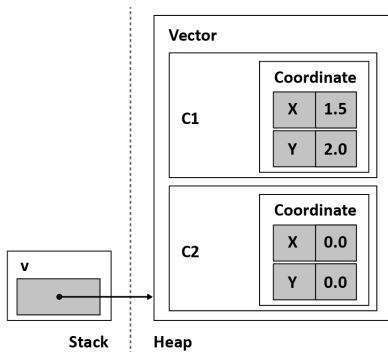 Vector
C1
Coordinate
X 1.5
Y 2.0
C2
Coordinate
X 0.0
Y 0.0
v
Stack Heap